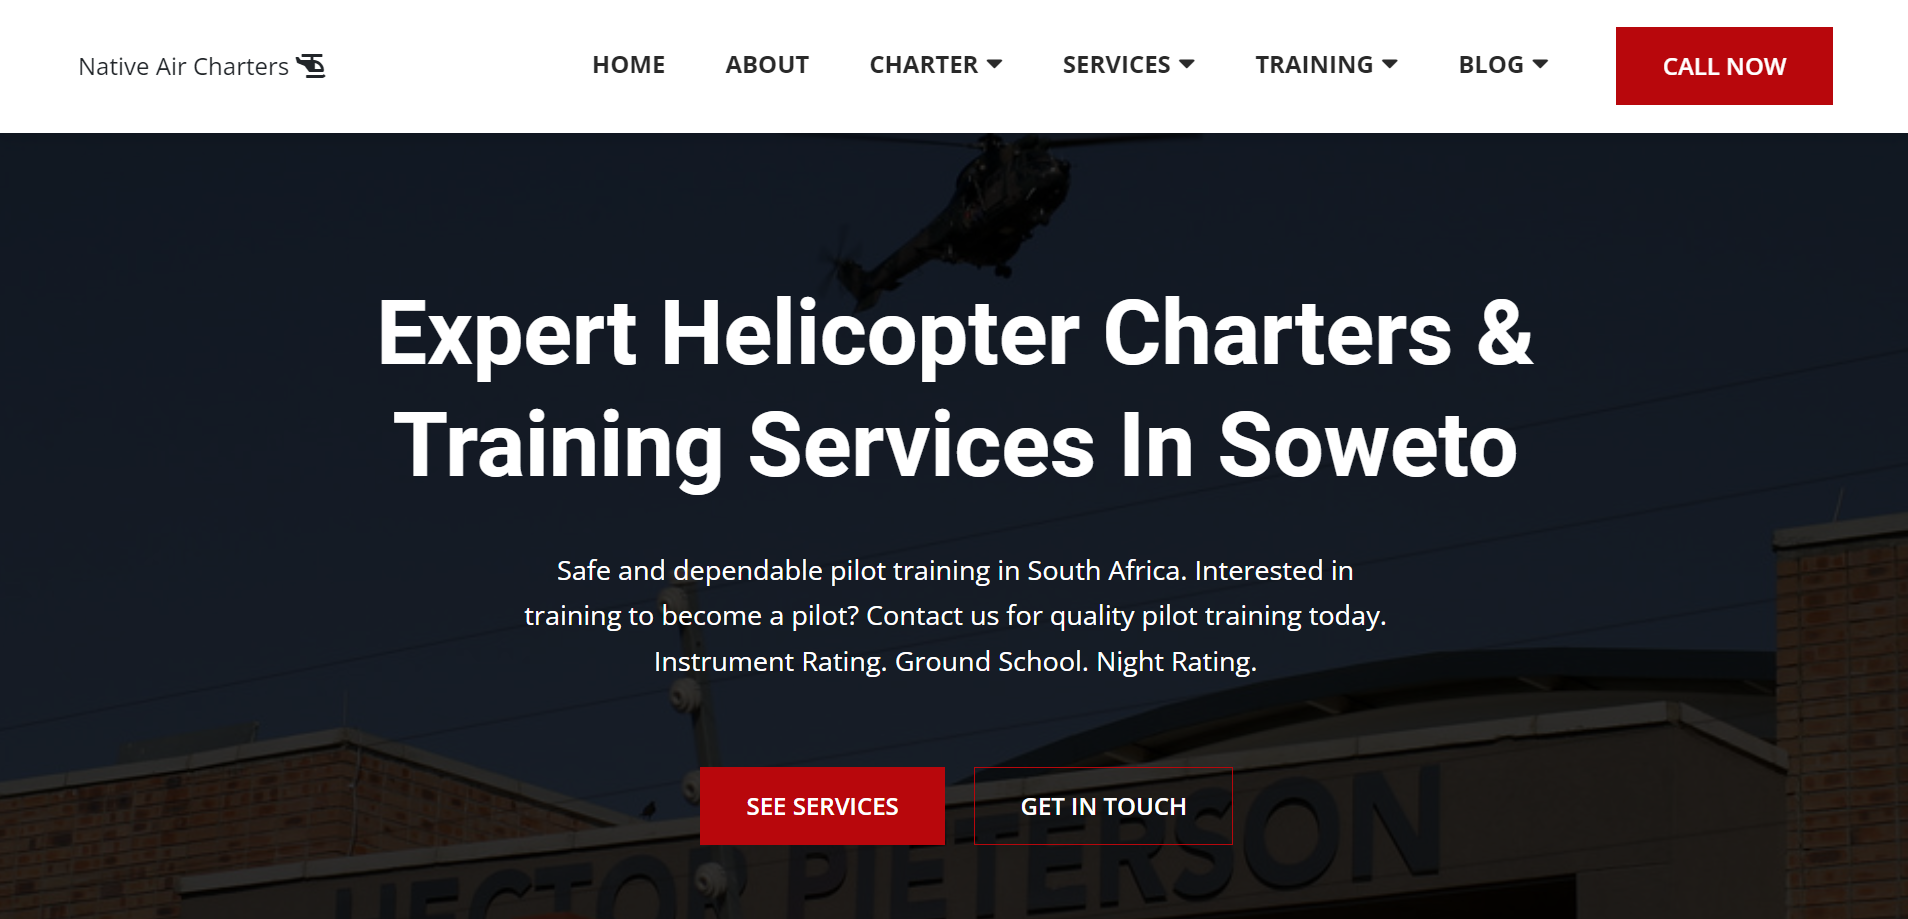 Native Air Charters
HOME
ABOUT
CHARTER
SERVICES
TRAINING
BLOG
CALL NOW
Expert Helicopter Charters &
Training Services In Soweto
Safe and dependable pilot training in South Africa. Interested in
training to become a pilot? Contact us for quality pilot training today.
Instrument Rating. Ground School. Night Rating.
SEE SERVICES
GET IN TOUCH
HECTOR PIETERSON